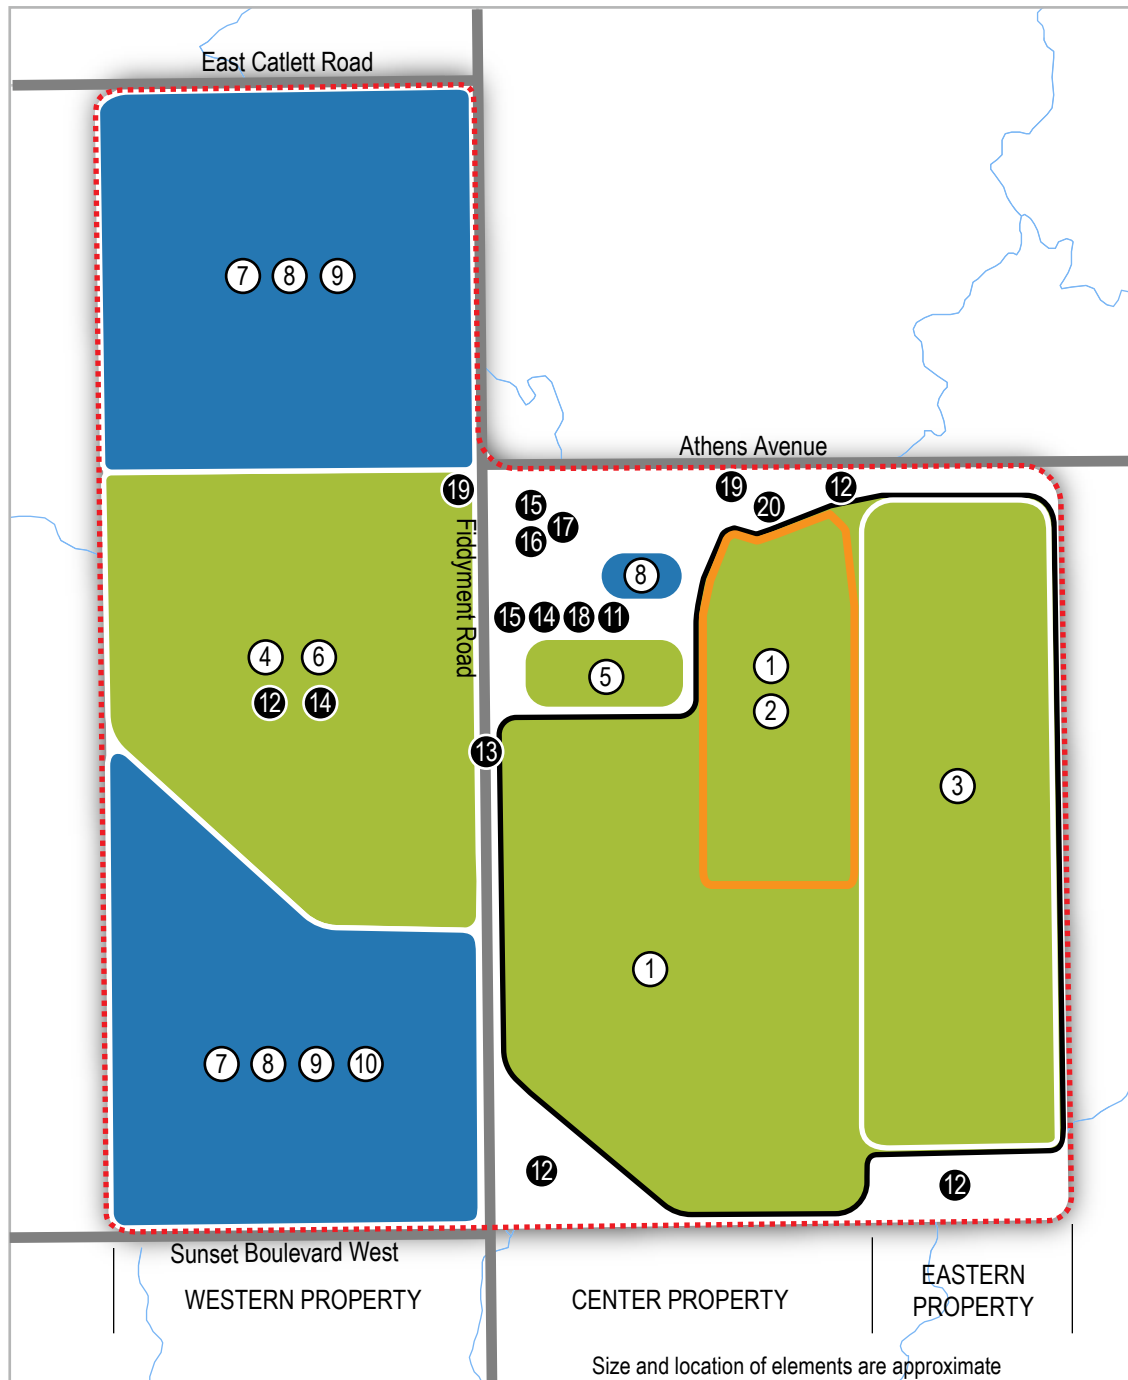 East Catlett Road
7 8 9
Athens Avenue
19
19
20
12
15
17
16
Fiddyment Road
8
15 14 18 11
4 6
5
1
12 14
2
13
3
1
7 8 9 10
12
12
Sunset Boulevard West
WESTERN PROPERTY
CENTER PROPERTY
EASTERN
PROPERTY
Size and location of elements are approximate